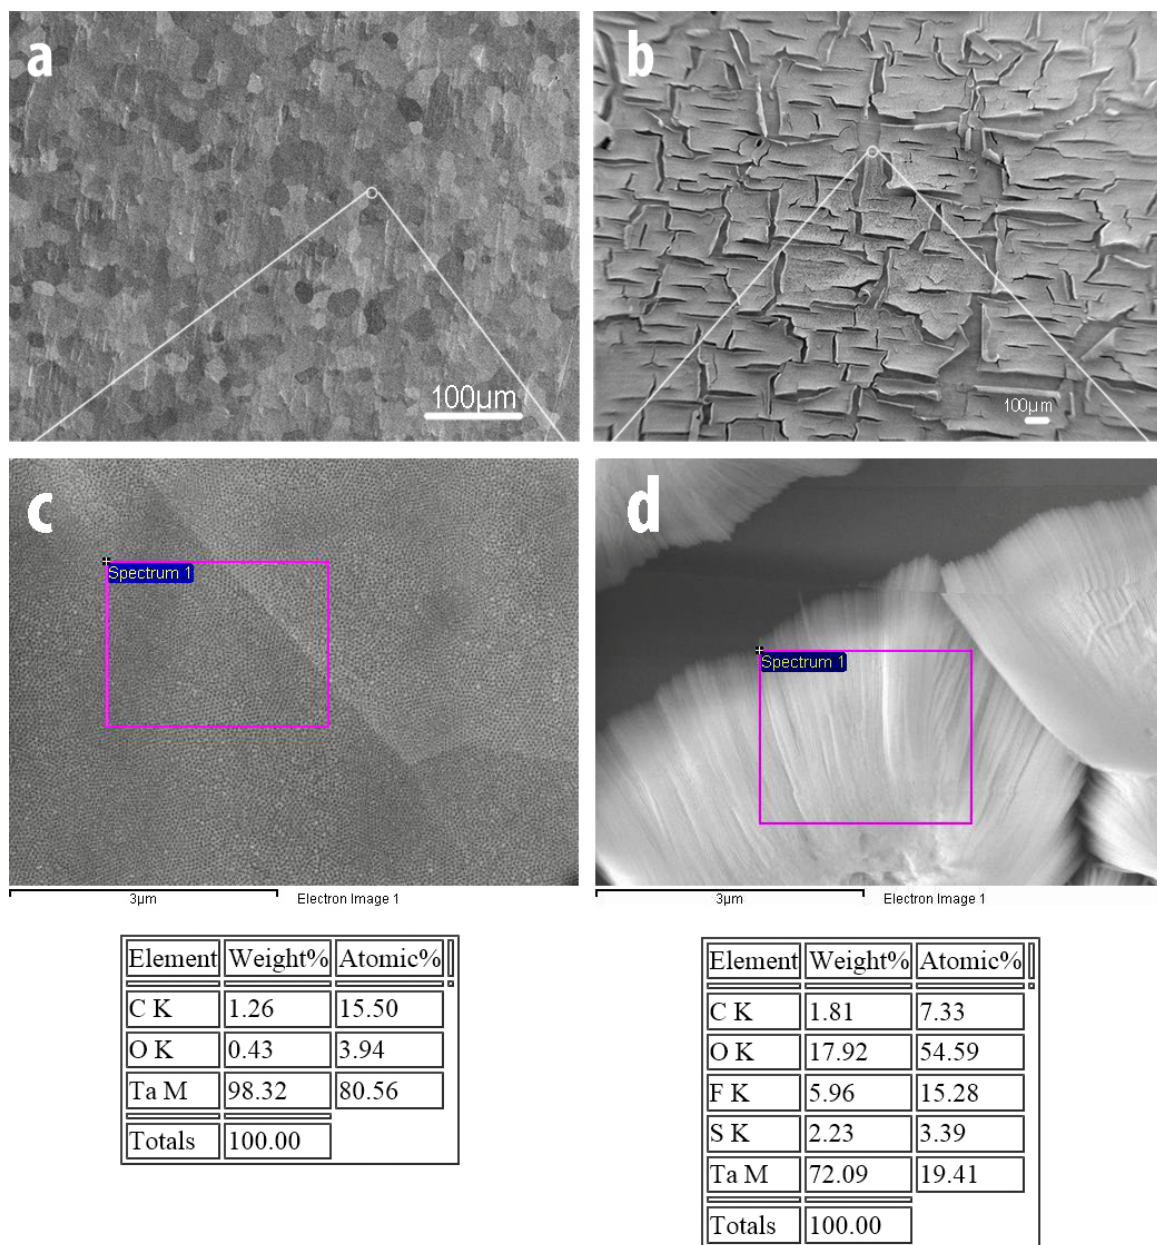 a
b
100µm
100µm
c
d
Spectrum 1
Spectrum 1
3µm Electron Image 1
3µm Electron Image 1
Element Weight% Atomic%
C K 1.26 15.50
O K 0.43 3.94
Ta M 98.32 80.56
Totals 100.00
Element Weight% Atomic%
C K 1.81 7.33
O K 17.92 54.59
F K 5.96 15.28
S K 2.23 3.39
Ta M 72.09 19.41
Totals 100.00